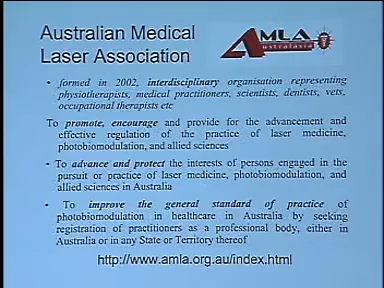 Australian Medical
Laser Association
AMLA
Australasia
• formed in 2002, interdisciplinary organisation representing
physiotherapists, medical practitioners, scientists, dentists, vets,
occupational therapists etc
To promote, encourage and provide for the advancement and
effective regulation of the practice of laser medicine,
photobiomodulation, and allied sciences
• To advance and protect the interests of persons engaged in the
pursuit or practice of laser medicine, photobiomodulation, and
allied sciences in Australia
• To improve the general standard of practice of
photobiomodulation in healthcare in Australia by seeking
registration of practitioners as a professional body, either in
Australia or in any State or Territory thereof
http://www.amla.org.au/index.html